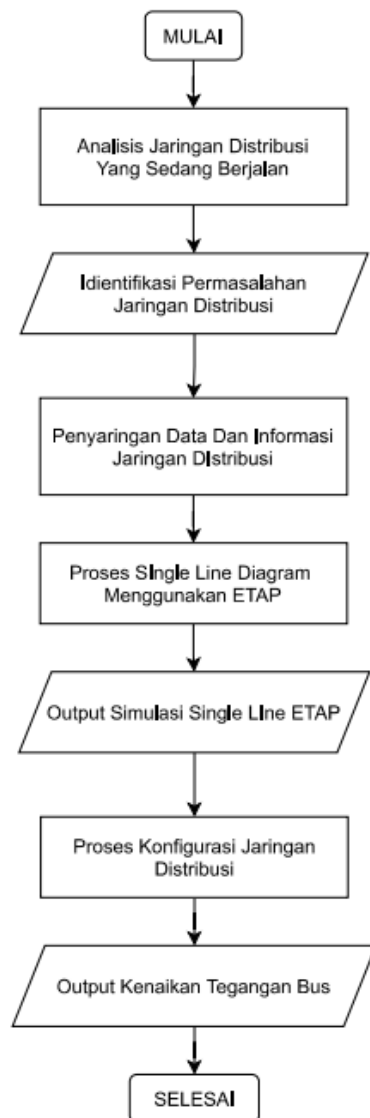 MULAI
Analisis Jaringan Distribusi
Yang Sedang Berjalan
Idientifikasi Permasalahan
Jaringan Distribusi
Penyaringan Data Dan Informasi
Jaringan DIstribusi
Proses SIngle Line Diagram
Menggunakan ETAP
Output Simulasi Single LIne ETAP
Proses Konfigurasi Jaringan
Distribusi
Output Kenaikan Tegangan Bus
SELESAI